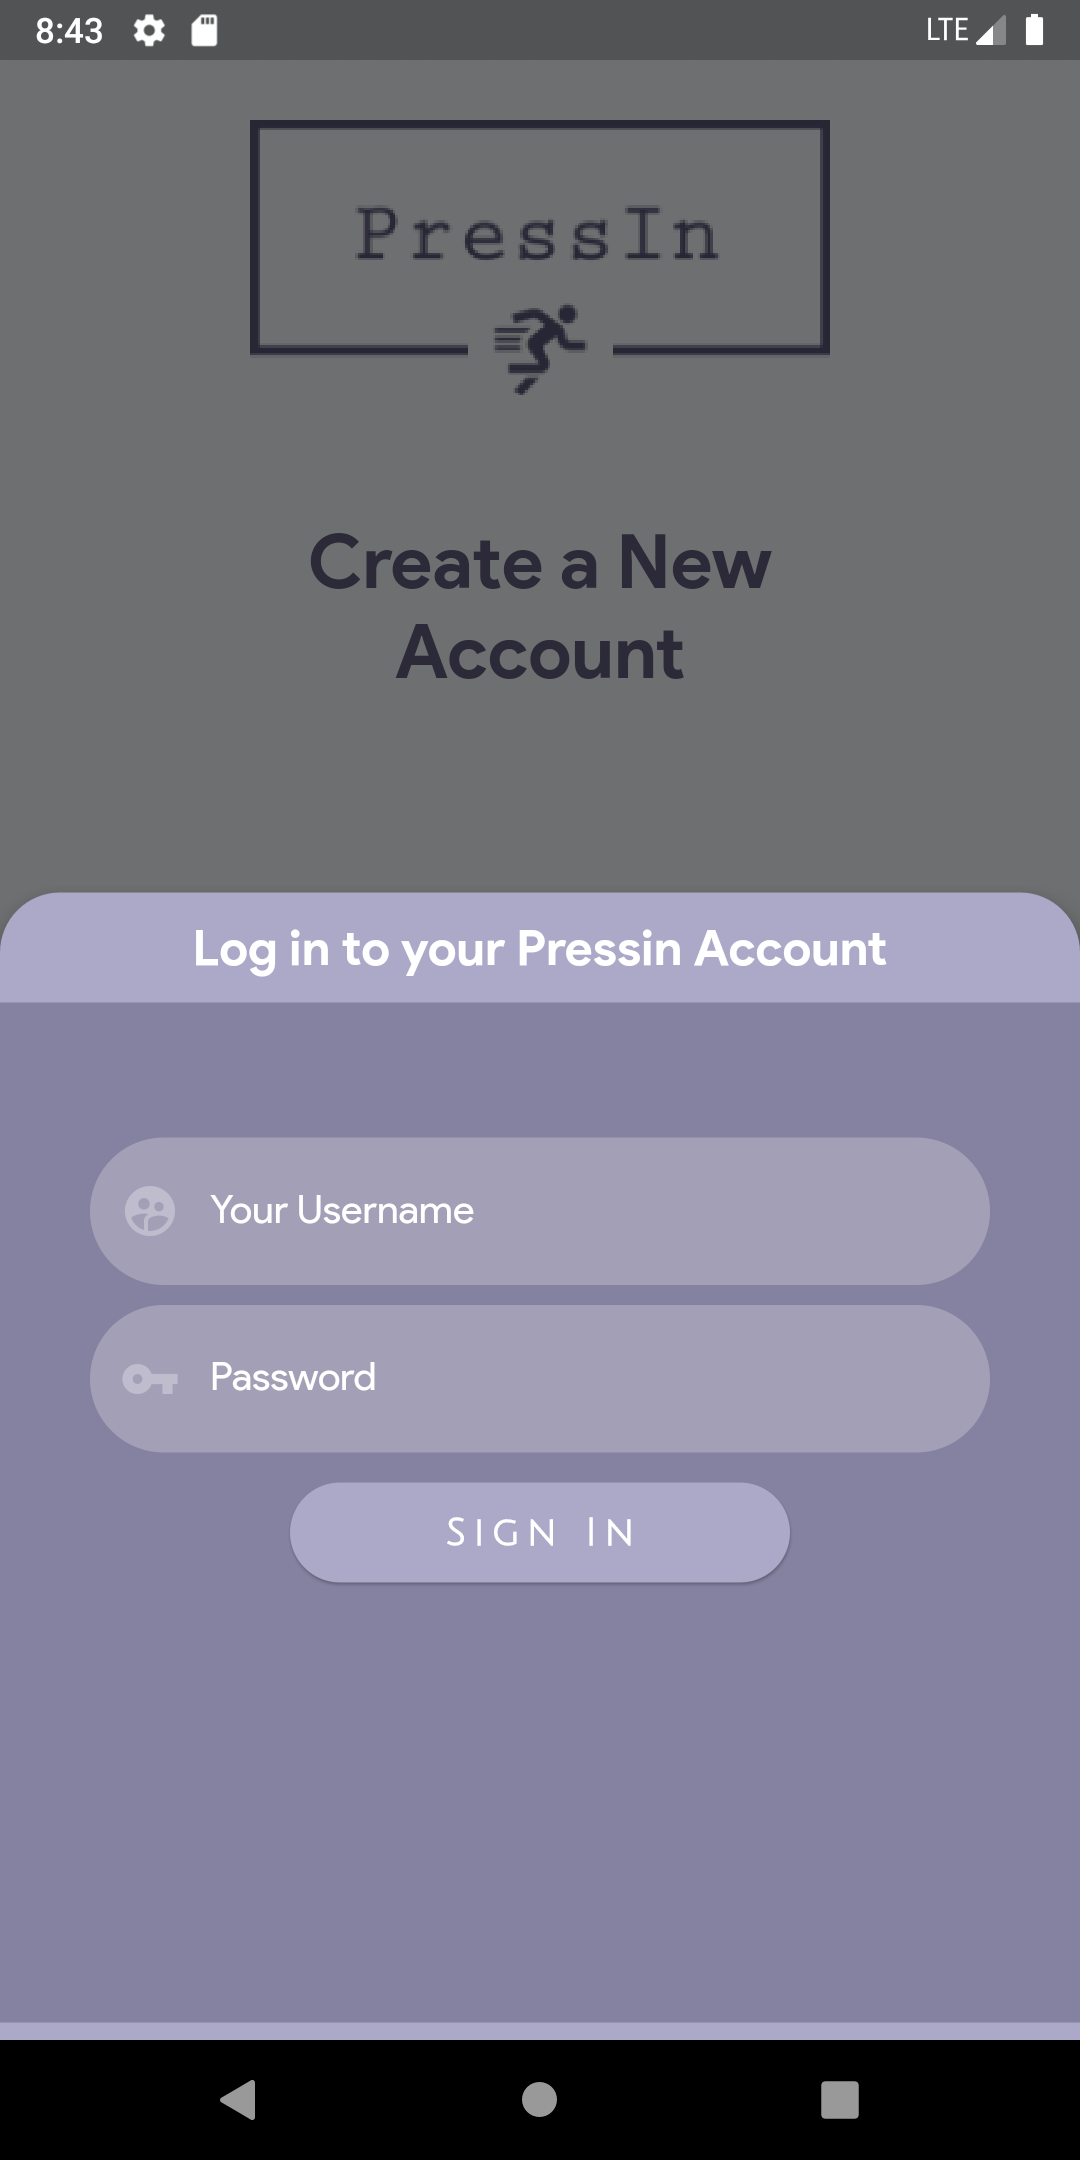 8:43
LTE
PressIn
Create a New
Account
Log in to your Pressin Account
Your Username
Password
SIGN IN